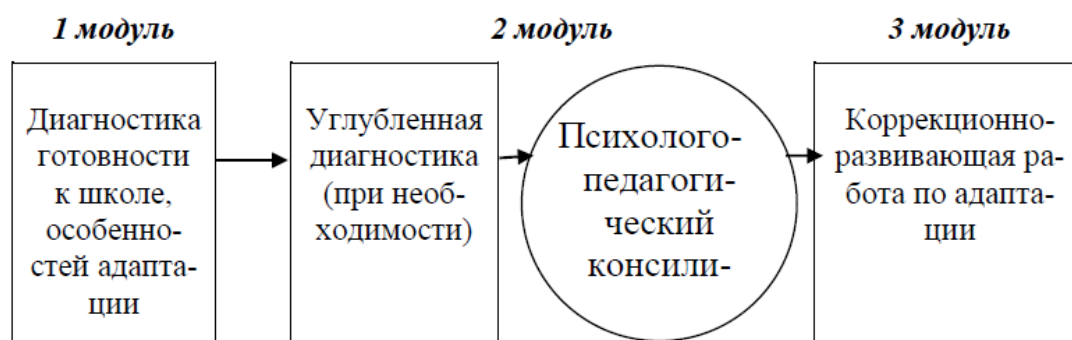 1 модуль
2 модуль
3 модуль
Диагностика
готовности
к школе,
особенно-
стей адапта-
ции
Углубленная
диагностика
(при необ-
ходимости)
Психолого-
педагоги-
ческий
консили-
Коррекционно-
развивающая ра-
бота по адапта-
ции